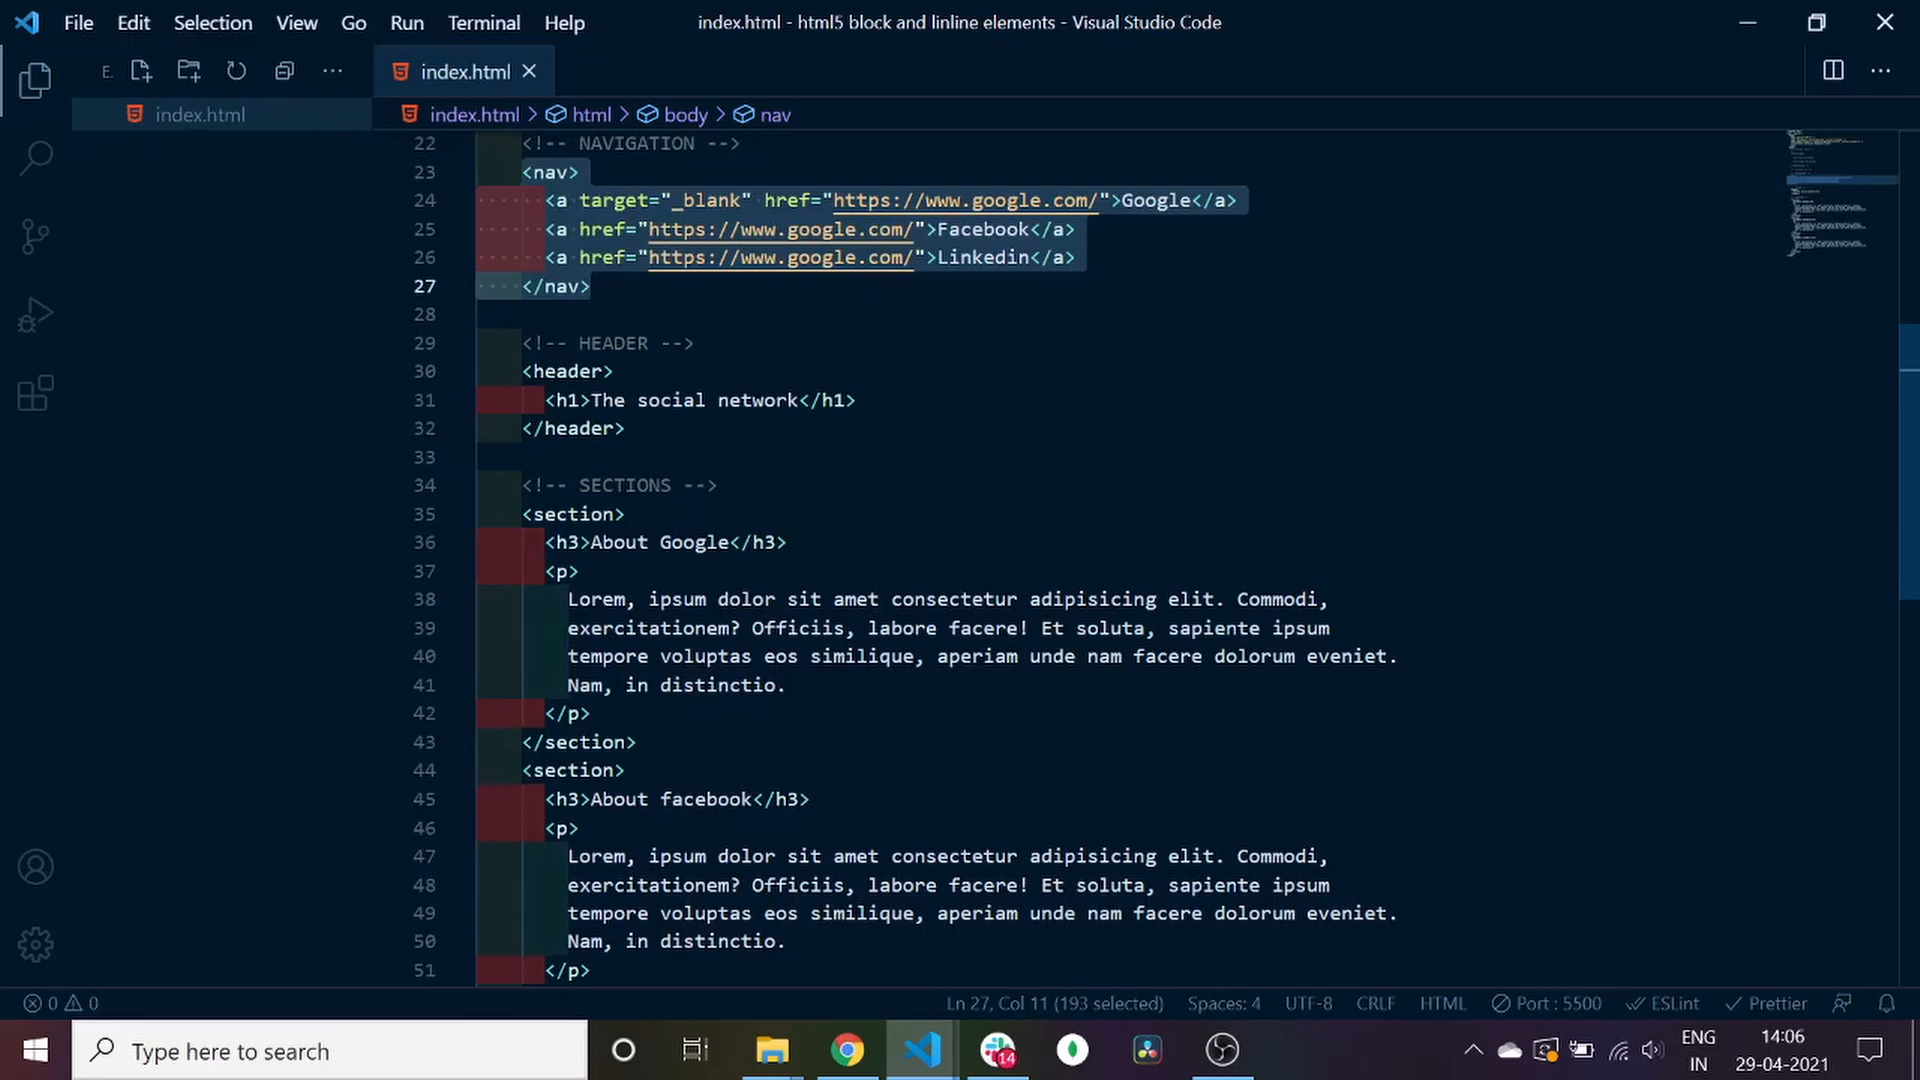 File Edit Selection View Go Run Terminal Help index.html - html5 block and linline elements - Visual Studio Code
E. index.html
index.html
index.html > html > body > nav
22 <!-- NAVIGATION -->
23 <nav>
24 <a target="_blank" href="https://www.google.com/">Google</a>
25 <a href="https://www.google.com/">Facebook</a>
26 <a href="https://www.google.com/">Linkedin</a>
27 </nav>
28
29 <!-- HEADER -->
30 <header>
31 <h1>The social network</h1>
32 </header>
33
34 <!-- SECTIONS -->
35 <section>
36 <h3>About Google</h3>
37 <p>
38 Lorem, ipsum dolor sit amet consectetur adipisicing elit. Commodi,
39 exercitationem? Officiis, labore facere! Et soluta, sapiente ipsum
40 tempore voluptas eos similique, aperiam unde nam facere dolorum eveniet.
41 Nam, in distinctio.
42 </p>
43 </section>
44 <section>
45 <h3>About facebook</h3>
46 <p>
47 Lorem, ipsum dolor sit amet consectetur adipisicing elit. Commodi,
48 exercitationem? Officiis, labore facere! Et soluta, sapiente ipsum
49 tempore voluptas eos similique, aperiam unde nam facere dolorum eveniet.
50 Nam, in distinctio.
51 </p>
0 0 Ln 27, Col 11 (193 selected) Spaces: 4 UTF-8 CRLF HTML Port : 5500 ESLint Prettier
Type here to search
14
ENG
IN
14:06
29-04-2021